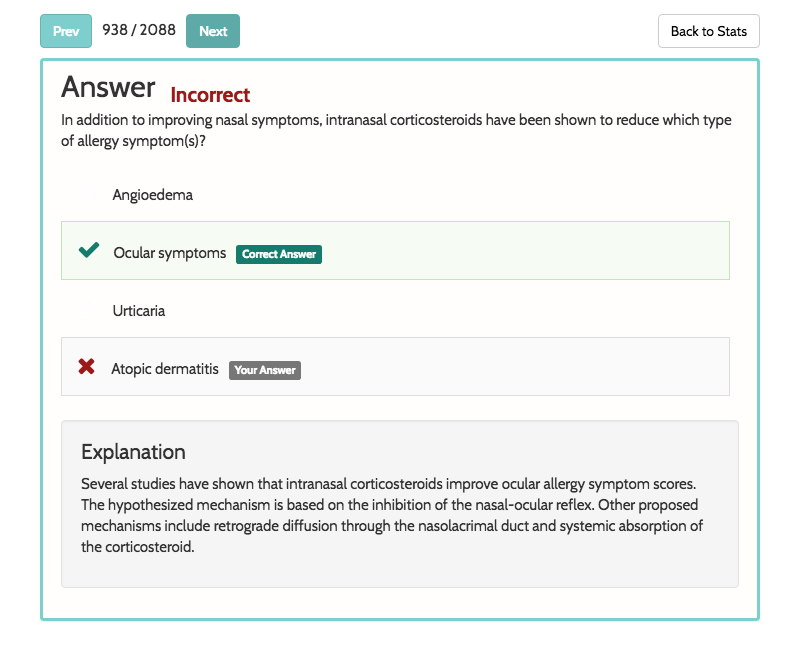 Prev 938 / 2088 Next Back to Stats
Answer Incorrect
In addition to improving nasal symptoms, intranasal corticosteroids have been shown to reduce which type
of allergy symptom(s)?
Angioedema
Ocular symptoms Correct Answer
Urticaria
Atopic dermatitis Your Answer
Explanation
Several studies have shown that intranasal corticosteroids improve ocular allergy symptom scores.
The hypothesized mechanism is based on the inhibition of the nasal-ocular reflex. Other proposed
mechanisms include retrograde diffusion through the nasolacrimal duct and systemic absorption of
the corticosteroid.